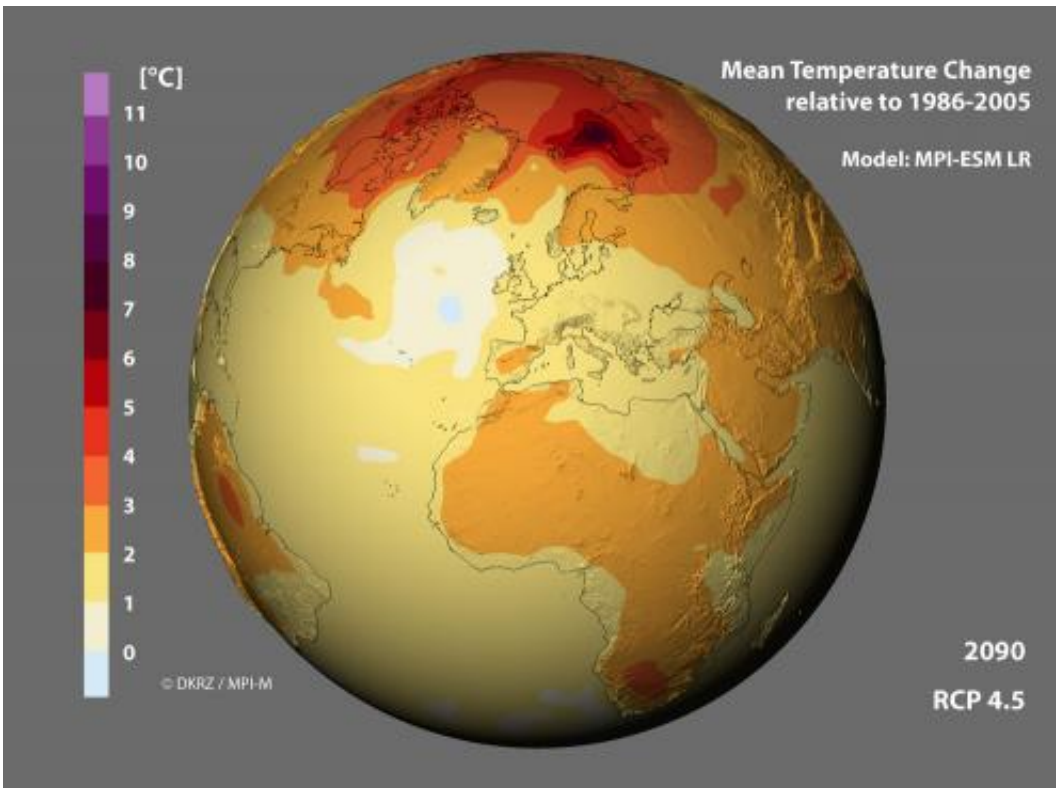 [°C]
11
10
9
8
7
6
5
4
3
2
1
0
© DKRZ / MPI-M
Mean Temperature Change
relative to 1986-2005
Model: MPI-ESM LR
2090
RCP 4.5